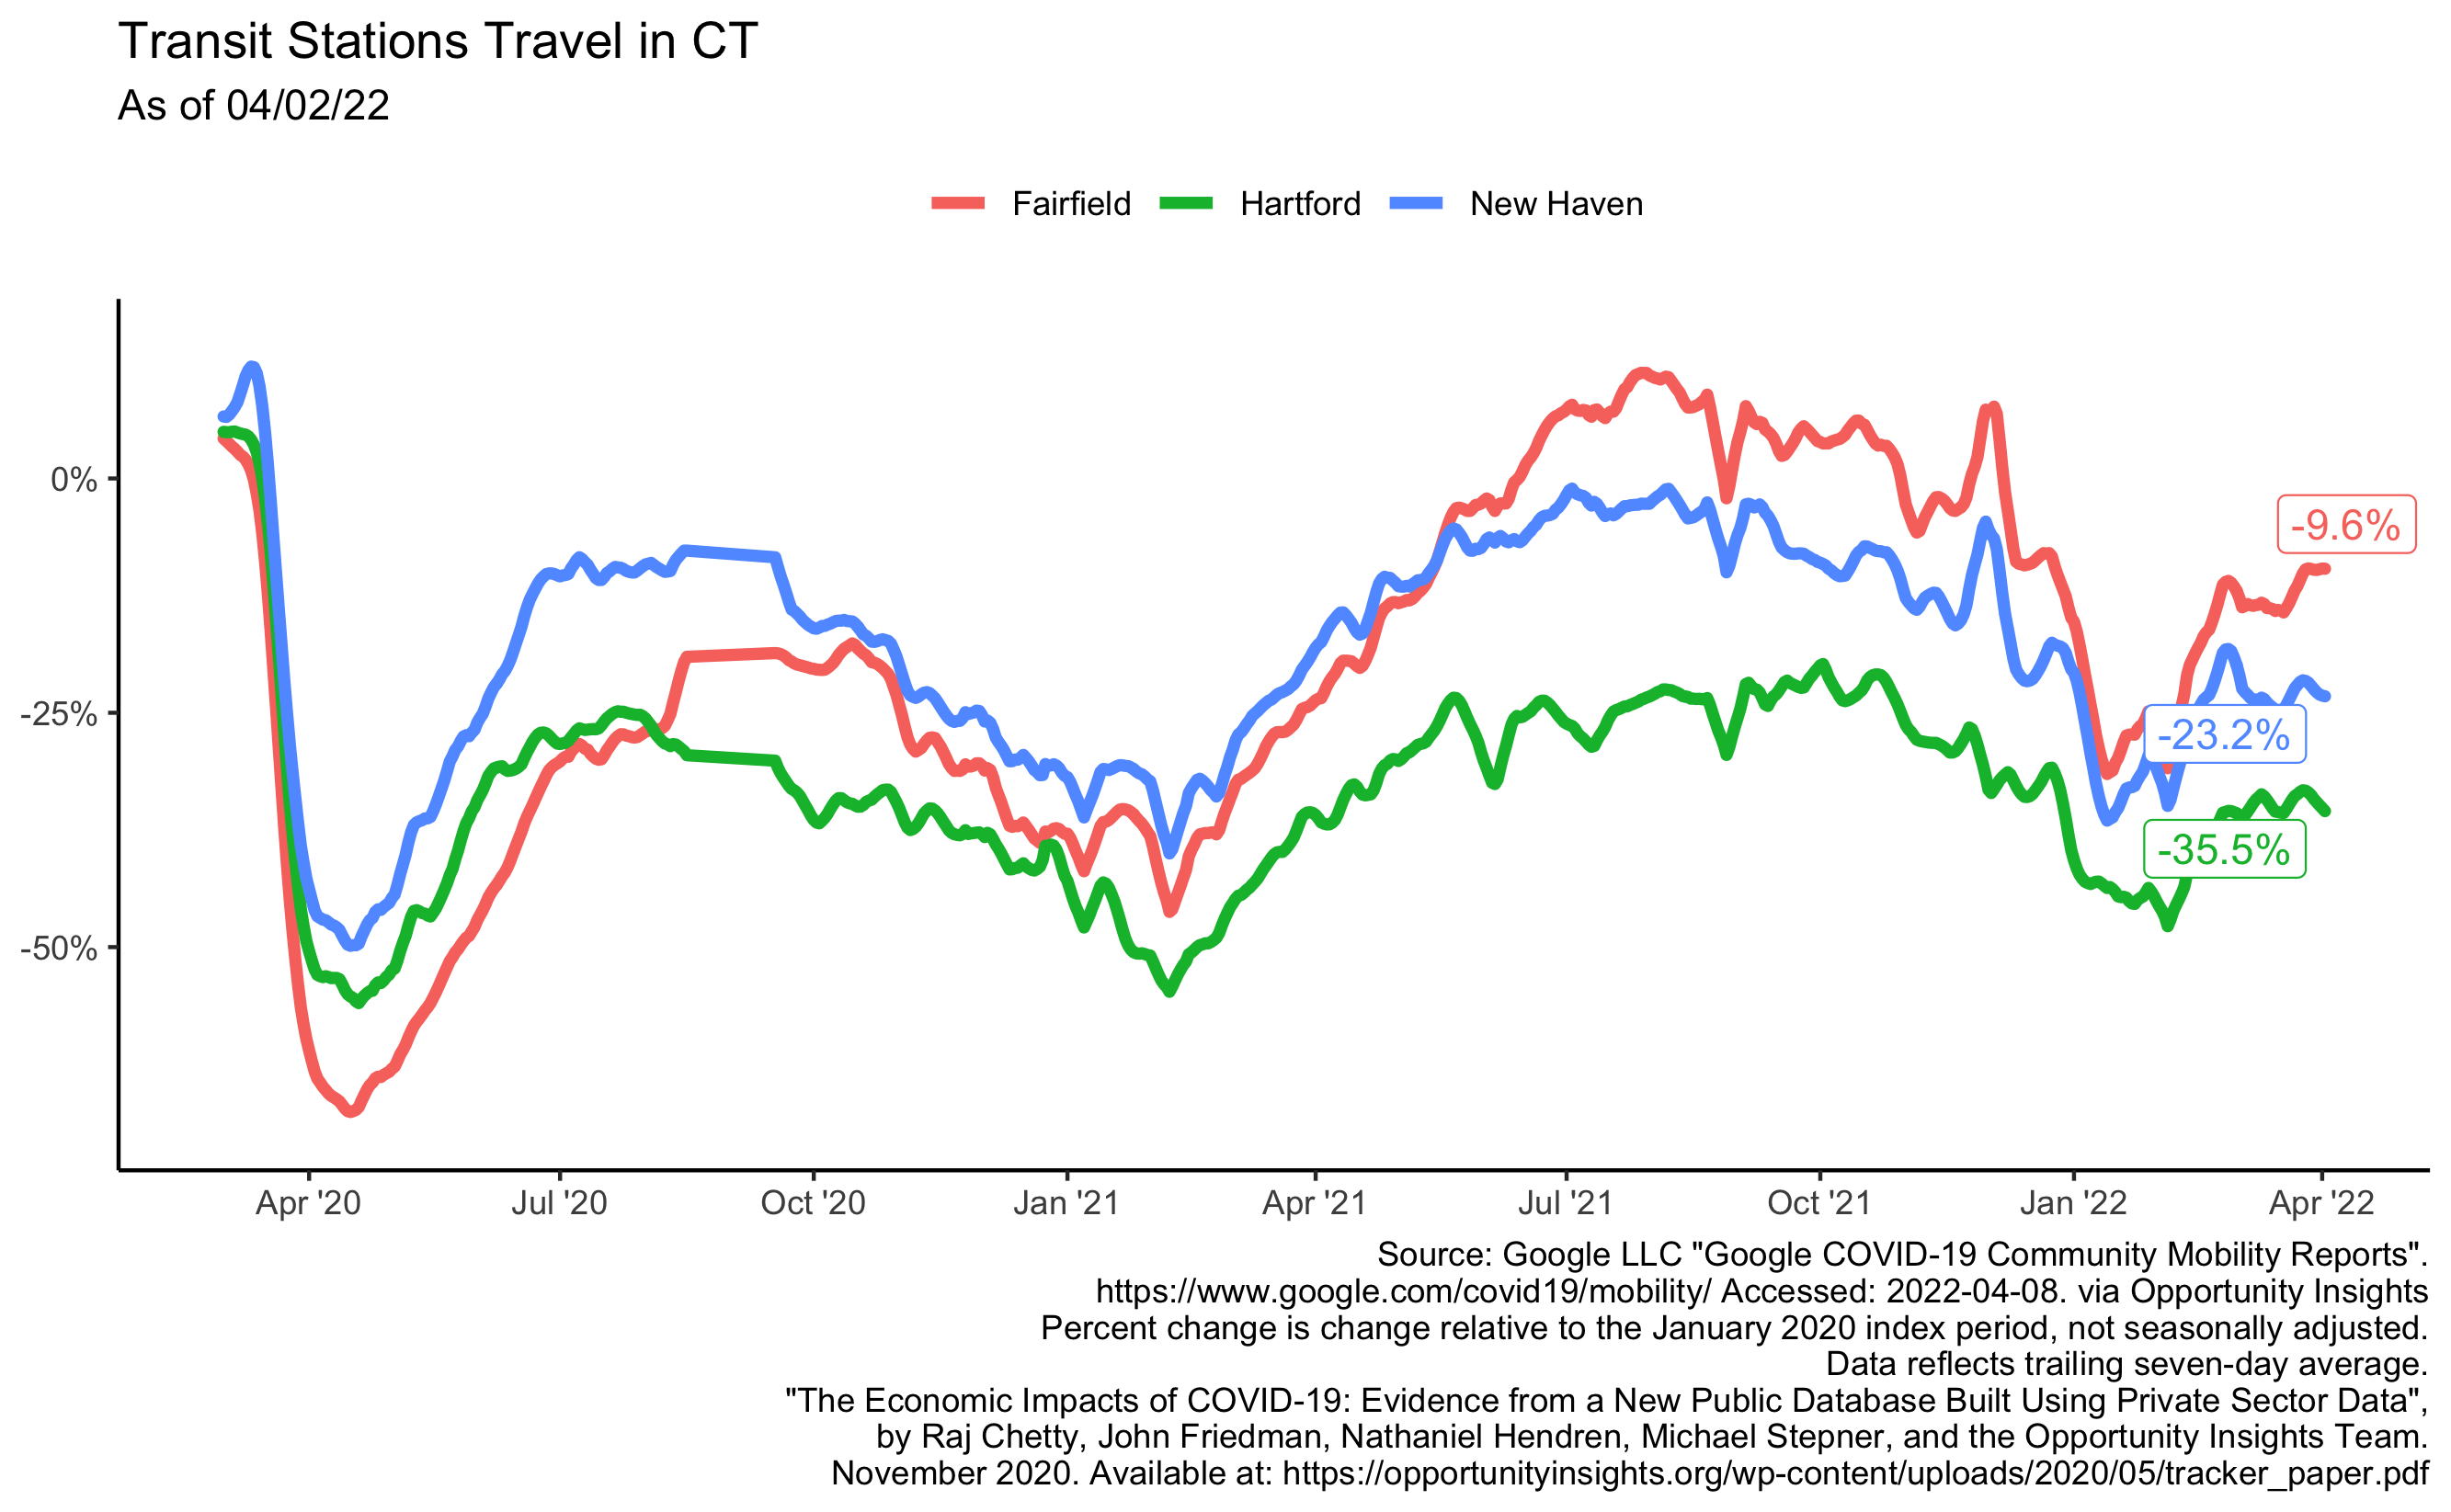 Transit Stations Travel in CT
As of 04/02/22
Fairfield Hartford New Haven
0%
-25%
-50%
-9.6%
-23.2%
-35.5%
Apr '20 Jul '20 Oct '20 Jan '21 Apr '21 Jul '21 Oct '21 Jan '22 Apr '22
Source: Google LLC "Google COVID-19 Community Mobility Reports".
https://www.google.com/covid19/mobility/ Accessed: 2022-04-08. via Opportunity Insights
Percent change is change relative to the January 2020 index period, not seasonally adjusted.
Data reflects trailing seven-day average.
"The Economic Impacts of COVID-19: Evidence from a New Public Database Built Using Private Sector Data",
by Raj Chetty, John Friedman, Nathaniel Hendren, Michael Stepner, and the Opportunity Insights Team.
November 2020. Available at: https://opportunityinsights.org/wp-content/uploads/2020/05/tracker_paper.pdf